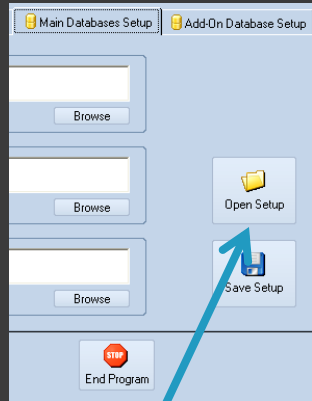 Main Databases Setup
Add-On Database Setup
Browse
Browse
Open Setup
Save Setup
Browse
STOP
End Program